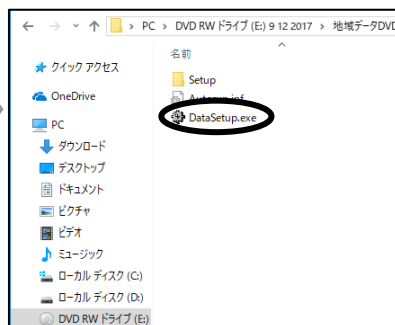 PC › DVD RW ドライブ (E:) 9 12 2017 › 地域データDVD
名前
クイック アクセス
Setup
OneDrive
Autorun.inf
DataSetup.exe
PC
ダウンロード
デスクトップ
ドキュメント
ピクチャ
ビデオ
ミュージック
ローカル ディスク (C:)
ローカル ディスク (D:)
DVD RW ドライブ (E:)